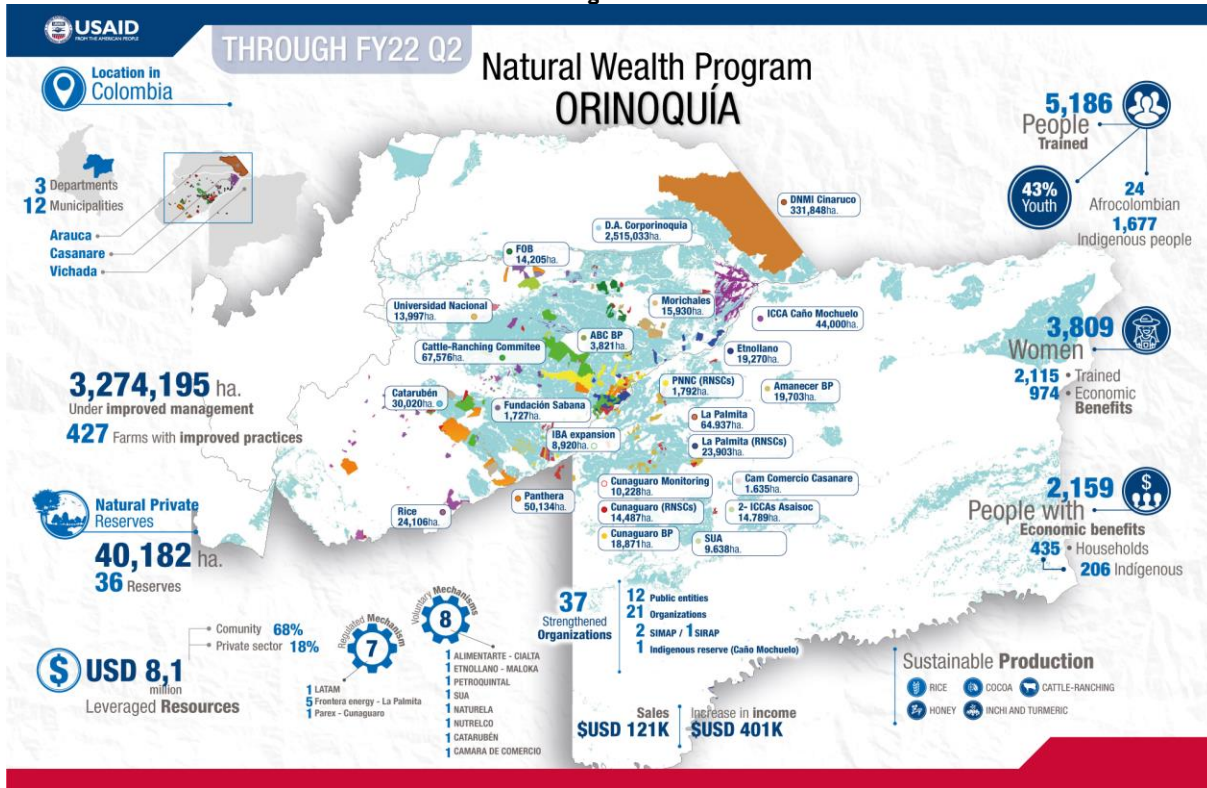 USAID
FROM THE AMERICAN PEOPLE
THROUGH FY22 Q2
Natural Wealth Program
ORINOQUÍA
Location in
Colombia
3 Departments
12 Municipalities
Arauca
Casanare
Vichada
5,186
People
Trained
43%
Youth
24
Afrocolombian
1,677
Indigenous people
DNMI Cinaruco
331,848ha.
D.A. Corporinoquia
2,515,033ha.
FOB
14,205ha.
Universidad Nacional
13,997ha.
Morichales
15,930ha.
ICCA Caño Mochuelo
44,000ha.
ABC BP
3,821ha.
Cattle-Ranching Commitee
67,576ha.
Etnollano
19,270ha.
PNNC (RNSCs)
1,792ha.
Amanecer BP
19,703ha.
Catarubén
30,020ha.
Fundación Sabana
1,727ha.
La Palmita
64.937ha.
IBA expansion
8,920ha.
La Palmita (RNSCs)
23,903ha.
Cunaguaro Monitoring
10,228ha.
Cam Comercio Casanare
1.635ha.
Panthera
50,134ha.
Rice
24,106ha.
Cunaguaro (RNSCs)
14,487ha.
2- ICCAs Asaisoc
14.789ha.
Cunaguaro BP
18,871ha.
SUA
9.638ha.
3,809
Women
2,115 • Trained
974 • Economic
Benefits
3,274,195 ha.
Under improved management
427 Farms with improved practices
Natural Private
Reserves
40,182 ha.
36 Reserves
2,159
People with
Economic benefits
435 • Households
206 Indígenous
$ USD 8,1
million
Leveraged Resources
• Comunity 68%
• Private sector 18%
Regulated Mechanism
7
1 LATAM
5 Frontera energy - La Palmita
1 Parex - Cunaguaro
Voluntary Mechanisms
8
1 ALIMENTARTE - CIALTA
1 ETNOLLANO - MALOKA
1 PETROQUINTAL
1 SUA
1 NATURELA
1 NUTRELCO
1 CATARUBÉN
1 CAMARA DE COMERCIO
37
Strengthened
Organizations
12 Public entities
21 Organizations
2 SIMAP / 1 SIRAP
1 Indigenous reserve (Caño Mochuelo)
Sales
$USD 121K
Increase in income
$USD 401K
Sustainable Production
RICE
COCOA
CATTLE-RANCHING
HONEY
INCHI AND TURMERIC